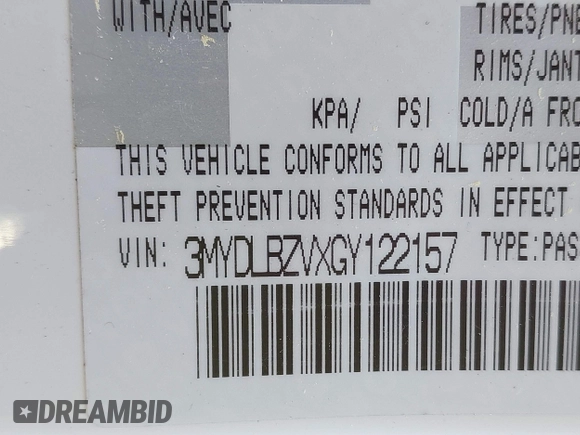 WITH/AVEC TIRES/PNE
RIMS/JANT
KPA/ PSI COLD/A FRO
THIS VEHICLE CONFORMS TO ALL APPLICAB
THEFT PREVENTION STANDARDS IN EFFECT
VIN: 3MYDLBZVXGY122157 TYPE:PAS
DREAMBID